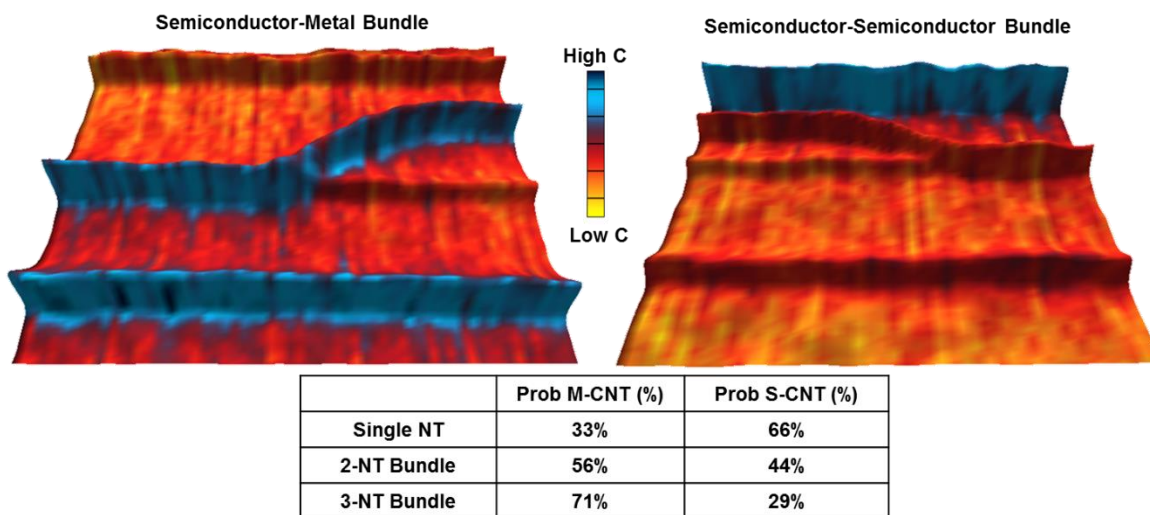 Semiconductor-Metal Bundle
Semiconductor-Semiconductor Bundle
High C
Low C
Prob M-CNT (%) Prob S-CNT (%)
Single NT 33% 66%
2-NT Bundle 56% 44%
3-NT Bundle 71% 29%